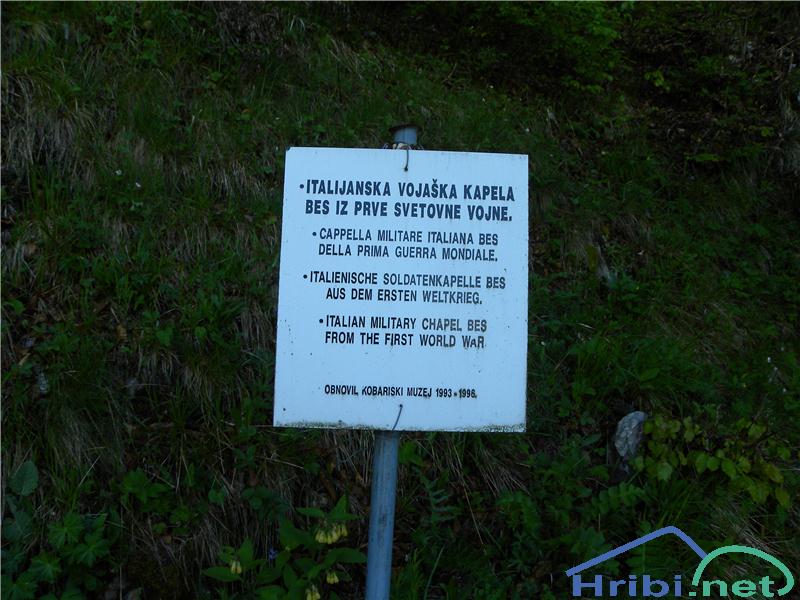 •ITALIJANSKA VOJAŠKA KAPELA
BES IZ PRVE SVETOVNE VOJNE.
•CAPPELLA MILITARE ITALIANA BES
DELLA PRIMA GUERRA MONDIALE.
•ITALIENISCHE SOLDATENKAPELLE BES
AUS DEM ERSTEN WELTKRIEG.
•ITALIAN MILITARY CHAPEL BES
FROM THE FIRST WORLD WaR
OBNOVIL KOBARISKI MUZEJ 1993-1996.
Hribi.net